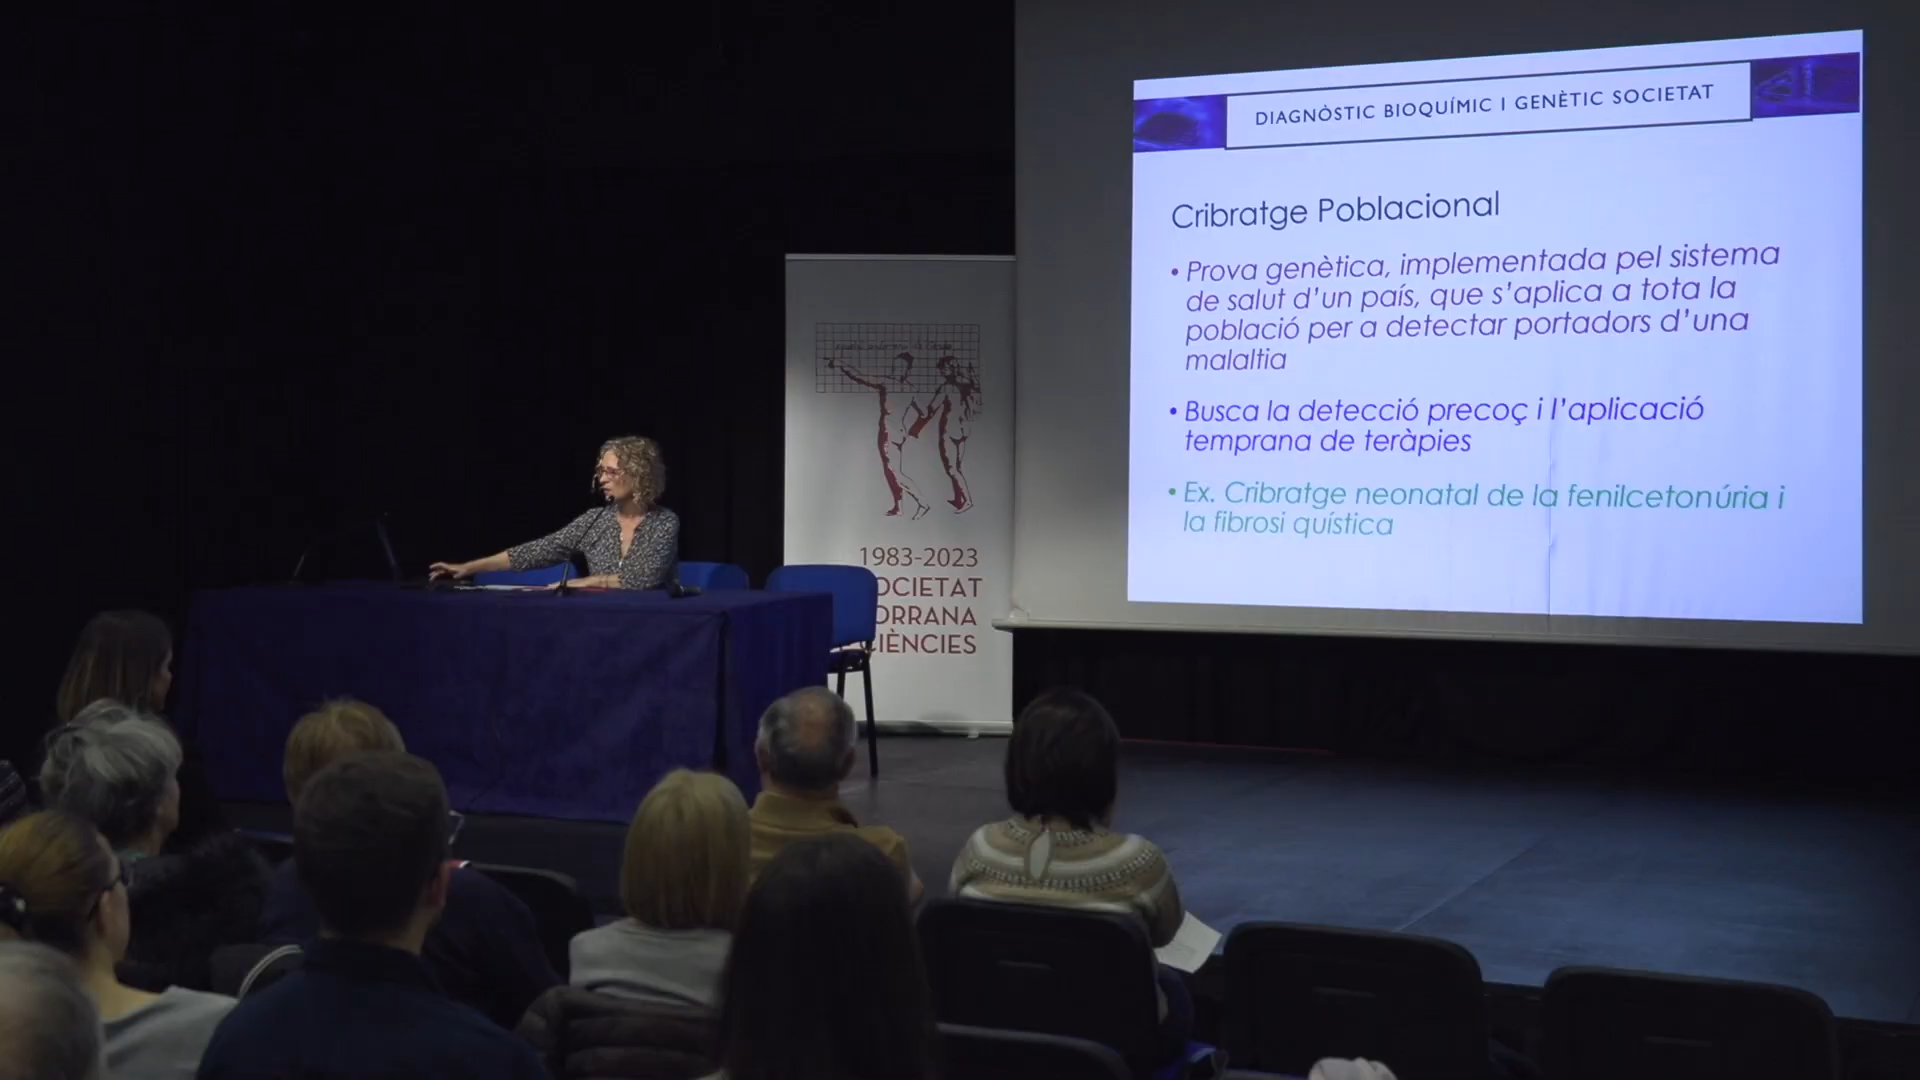 DIAGNÒSTIC BIOQUÍMIC I GENÈTIC SOCIETAT
Cribratge Poblacional
• Prova genètica, implementada pel sistema
de salut d'un país, que s'aplica a tota la
població per a detectar portadors d'una
malaltia
• Busca la detecció precoç i l'aplicació
temprana de teràpies
• Ex. Cribratge neonatal de la fenilcetonúria i
la fibrosi quística
1983-2023
OCIETAT
ORRANA
IÈNCIES